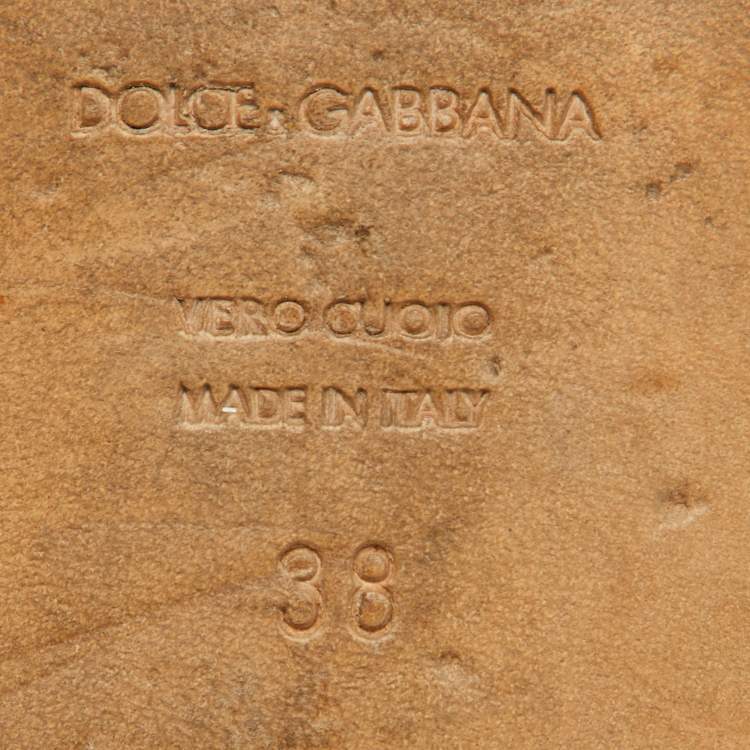 DOLCE & GABBANA
VERO CUOIO
MADE IN ITALY
38